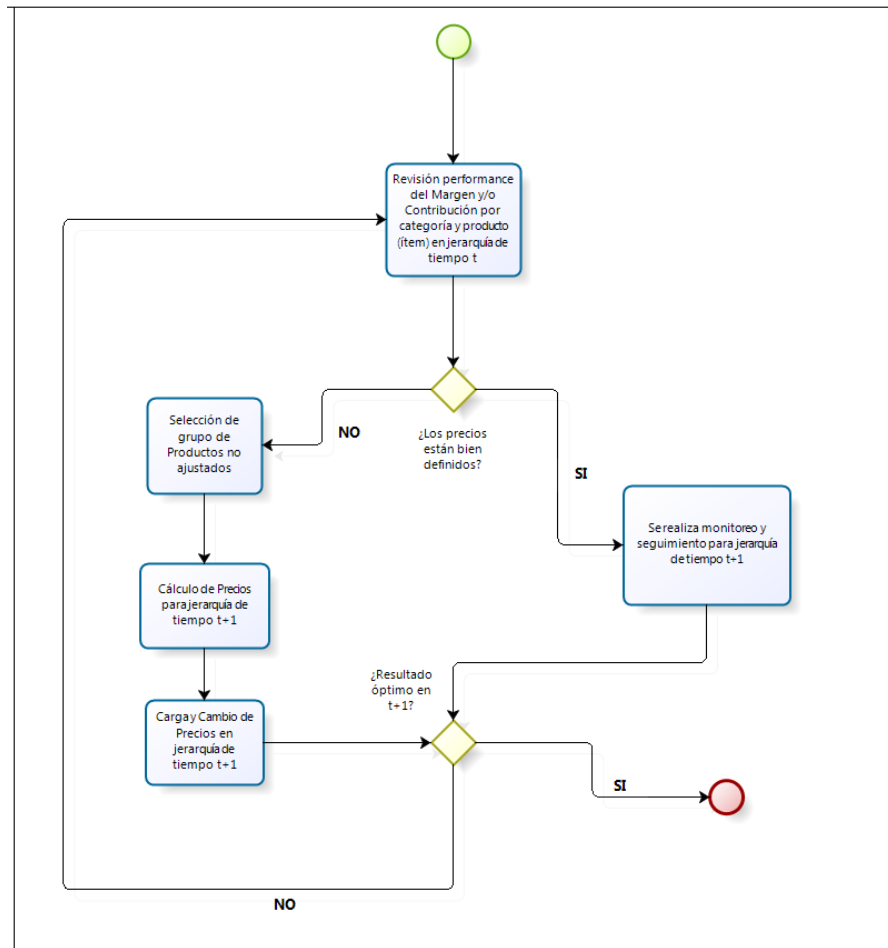 Revisión performance
del Margen y/o
Contribución por
categoría y producto
(ítem) en jerarquía de
tiempo t
¿Los precios
están bien
definidos?
NO
SI
Selección de
grupo de
Productos no
ajustados
Se realiza monitoreo y
seguimiento para jerarquía
de tiempo t+1
Cálculo de Precios
para jerarquía de
tiempo t+1
¿Resultado
óptimo en
t+1?
Carga y Cambio de
Precios en
jerarquía de
tiempo t+1
SI
NO